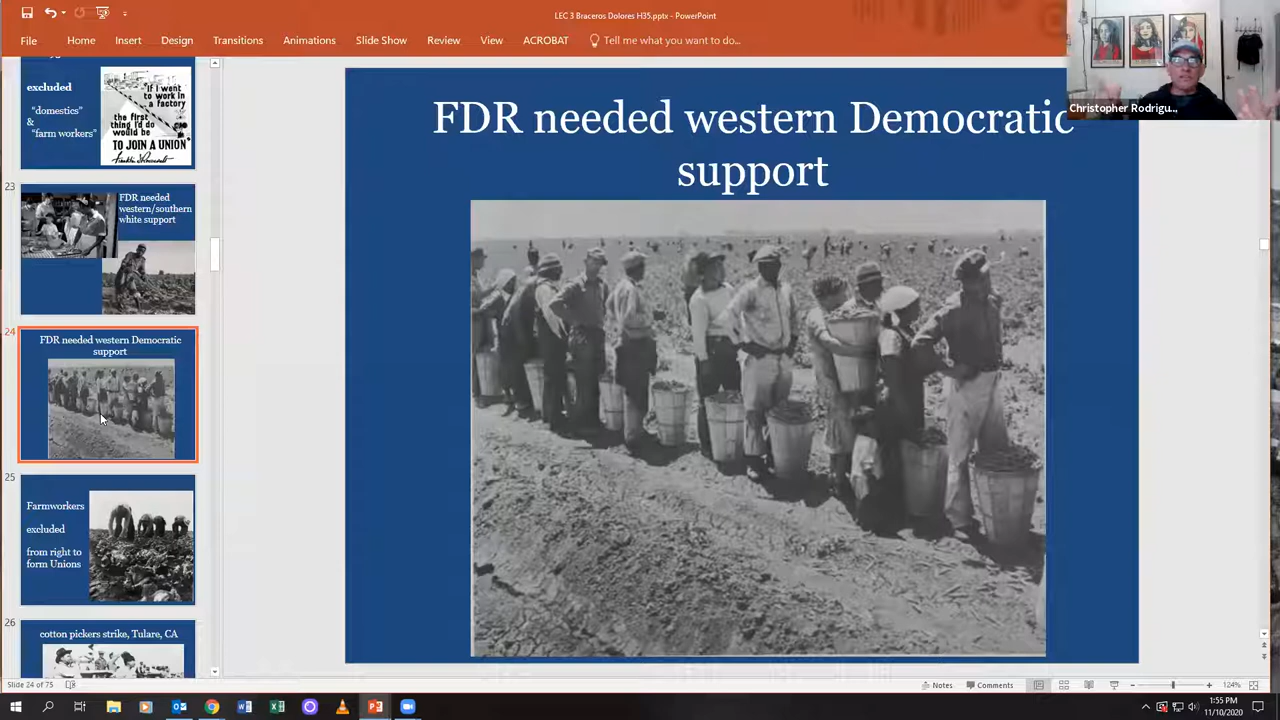 LEC 3 Braceros Dolores H35.pptx - PowerPoint
File Home Insert Design Transitions Animations Slide Show Review View ACROBAT Tell me what you want to do...
Christopher Rodrigu...
excluded
"domestics"
&
"farm workers"
If I went
to work in
a factory
the first
thing I'd do
would be
TO JOIN A UNION"
Franklin D Roosevelt
23
FDR needed
western/southern
white support
24
FDR needed western Democratic
support
25
Farmworkers
excluded
from right to
form Unions
26
cotton pickers strike, Tulare, CA
FDR needed western Democratic
support
Slide 24 of 75
Notes
Comments
124%
1:55 PM
11/10/2020